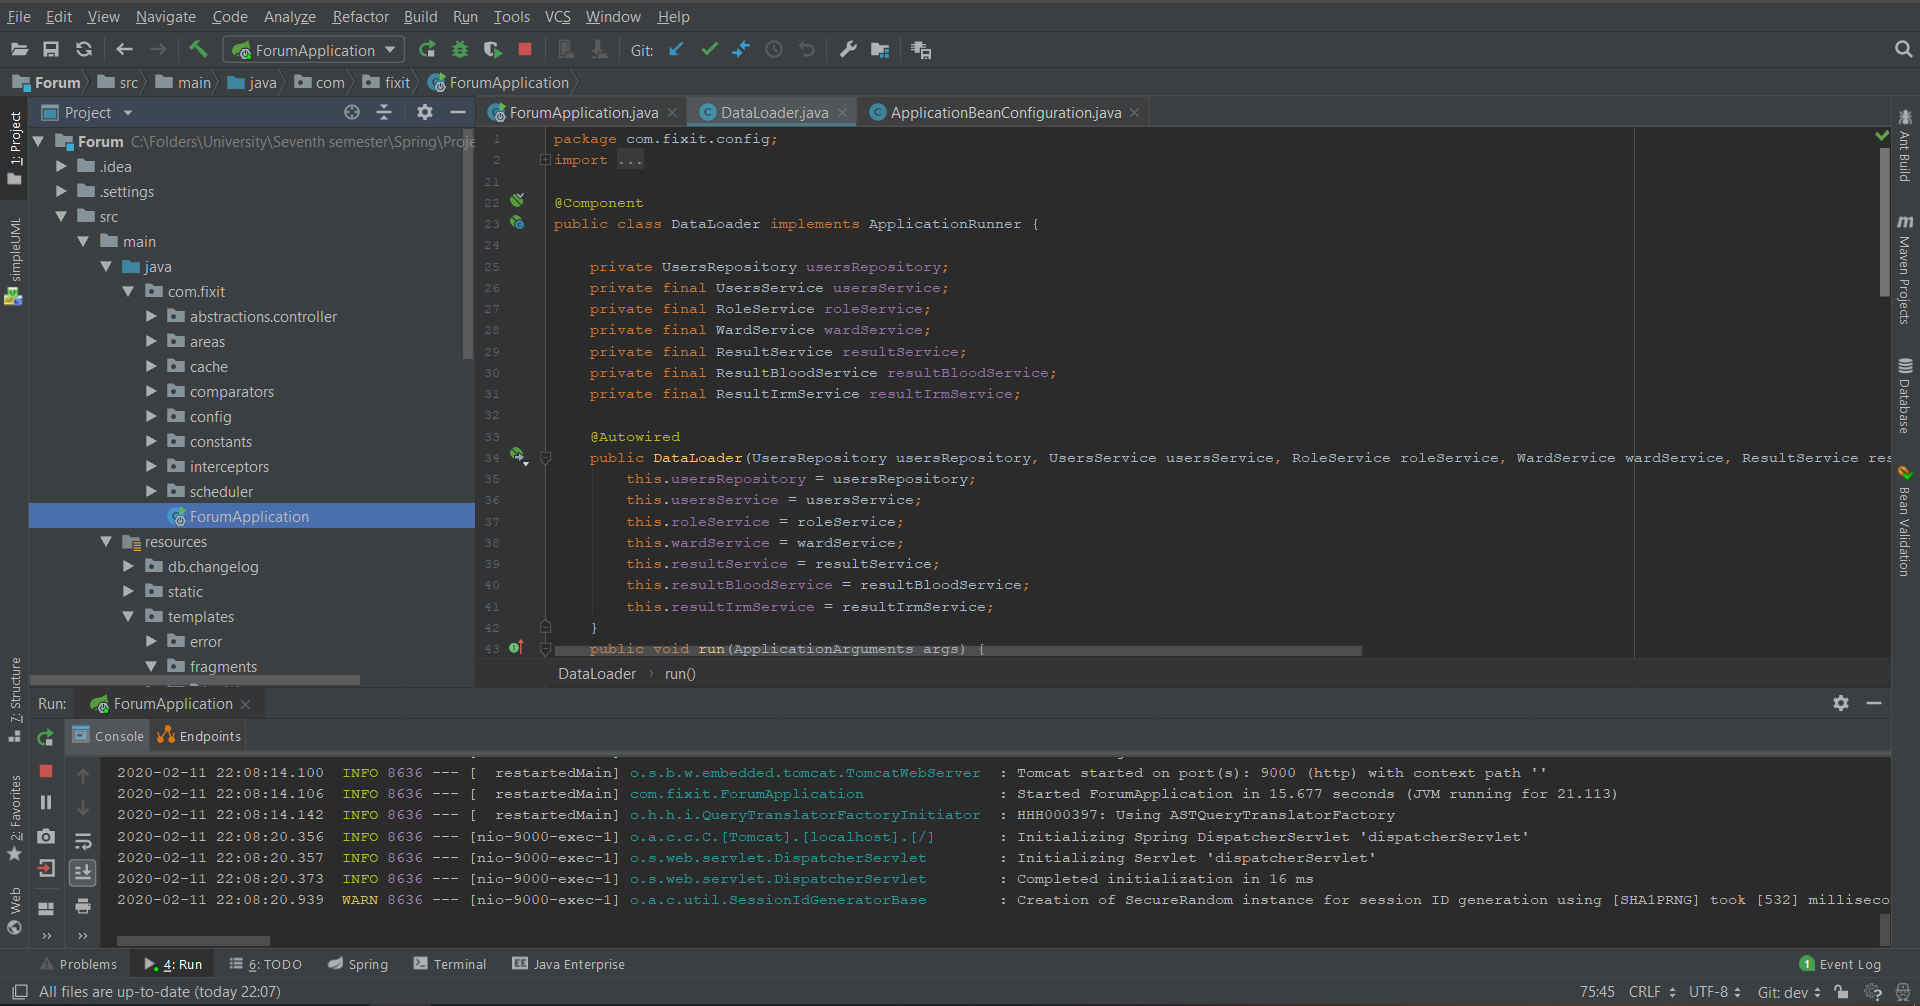 File Edit View Navigate Code Analyze Refactor Build Run Tools VCS Window Help
ForumApplication Git:
Forum src main java com fixit ForumApplication
Project
ForumApplication.java DataLoader.java ApplicationBeanConfiguration.java
1: Project
simpleUML
7: Structure
2: Favorites
Web
Forum C:\Folders\University\Seventh semester\Spring\Proje
.idea
.settings
src
main
java
com.fixit
abstractions.controller
areas
cache
comparators
config
constants
interceptors
scheduler
ForumApplication
resources
db.changelog
static
templates
error
fragments
1 package com.fixit.config;
2 import ...
21
22 @Component
23 public class DataLoader implements ApplicationRunner {
24
25 private UsersRepository usersRepository;
26 private final UsersService usersService;
27 private final RoleService roleService;
28 private final WardService wardService;
29 private final ResultService resultService;
30 private final ResultBloodService resultBloodService;
31 private final ResultIrmService resultIrmService;
32
33 @Autowired
34 public DataLoader(UsersRepository usersRepository, UsersService usersService, RoleService roleService, WardService wardService, ResultService res
35 this.usersRepository = usersRepository;
36 this.usersService = usersService;
37 this.roleService = roleService;
38 this.wardService = wardService;
39 this.resultService = resultService;
40 this.resultBloodService = resultBloodService;
41 this.resultIrmService = resultIrmService;
42 }
43 public void run(ApplicationArguments args) {
DataLoader › run()
Ant Build
m Maven Projects
Database
Bean Validation
Run: ForumApplication
Console Endpoints
2020-02-11 22:08:14.100 INFO 8636 --- [ restartedMain] o.s.b.w.embedded.tomcat.TomcatWebServer : Tomcat started on port(s): 9000 (http) with context path ''
2020-02-11 22:08:14.106 INFO 8636 --- [ restartedMain] com.fixit.ForumApplication : Started ForumApplication in 15.677 seconds (JVM running for 21.113)
2020-02-11 22:08:14.142 INFO 8636 --- [ restartedMain] o.h.h.i.QueryTranslatorFactoryInitiator : HHH000397: Using ASTQueryTranslatorFactory
2020-02-11 22:08:20.356 INFO 8636 --- [nio-9000-exec-1] o.a.c.c.C.[Tomcat].[localhost].[/] : Initializing Spring DispatcherServlet 'dispatcherServlet'
2020-02-11 22:08:20.357 INFO 8636 --- [nio-9000-exec-1] o.s.web.servlet.DispatcherServlet : Initializing Servlet 'dispatcherServlet'
2020-02-11 22:08:20.373 INFO 8636 --- [nio-9000-exec-1] o.s.web.servlet.DispatcherServlet : Completed initialization in 16 ms
2020-02-11 22:08:20.939 WARN 8636 --- [nio-9000-exec-1] o.a.c.util.SessionIdGeneratorBase : Creation of SecureRandom instance for session ID generation using [SHA1PRNG] took [532] milliseco
Problems 4: Run 6: TODO Spring Terminal Java Enterprise 1 Event Log
All files are up-to-date (today 22:07) 75:45 CRLF UTF-8 Git: dev